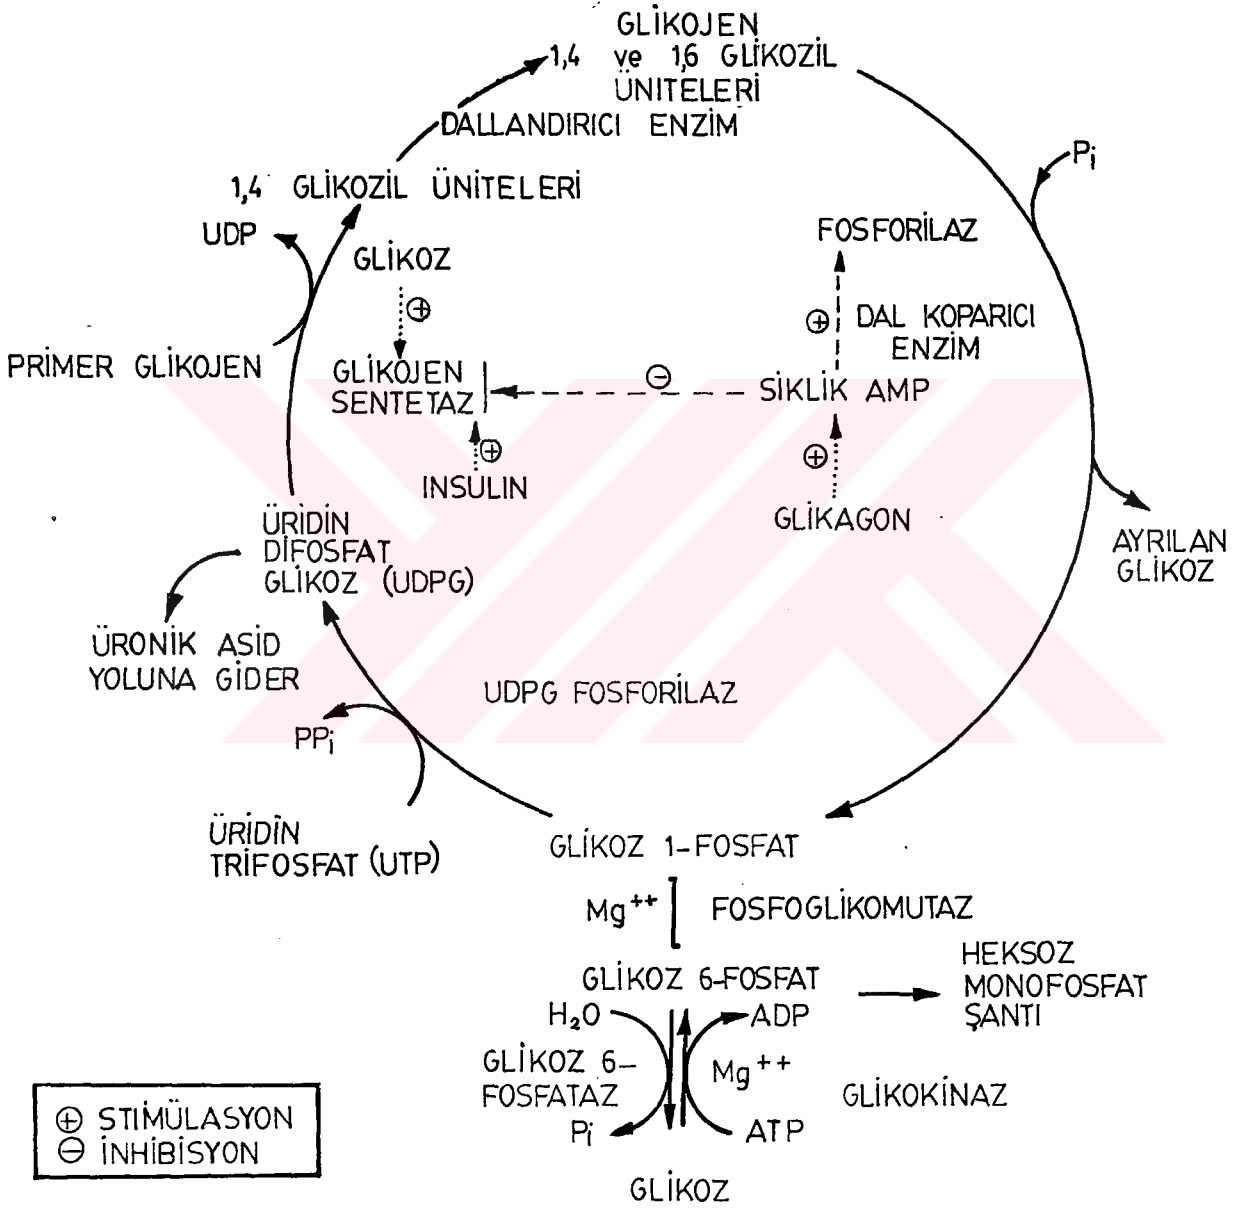 GLİKOJEN
1,4 ve 1,6 GLİKOZİL
ÜNİTELERİ
DALLANDIRICI ENZİM
Pi
1,4 GLİKOZİL ÜNİTELERİ
UDP
GLİKOZ
FOSFORİLAZ
⊕
⊕ DAL KOPARICI
ENZİM
PRİMER GLİKOJEN
GLİKOJEN
SENTETAZ
⊖
SİKLİK AMP
⊕
⊕
INSÜLIN
GLİKAGON
ÜRİDİN
DİFOSFAT
GLİKOZ (UDPG)
AYRILAN
GLİKOZ
ÜRONİK ASİD
YOLUNA GİDER
UDPG FOSFORİLAZ
PPi
ÜRİDİN
TRİFOSFAT (UTP)
GLİKOZ 1-FOSFAT
Mg++ FOSFOGLİKOMUTAZ
GLİKOZ 6-FOSFAT
HEKSOZ
MONOFOSFAT
ŞANTI
H₂O ADP
GLİKOZ 6-
FOSFATAZ
Mg++
GLİKOKİNAZ
Pi ATP
GLİKOZ
⊕ STİMÜLASYON
⊖ İNHİBİSYON